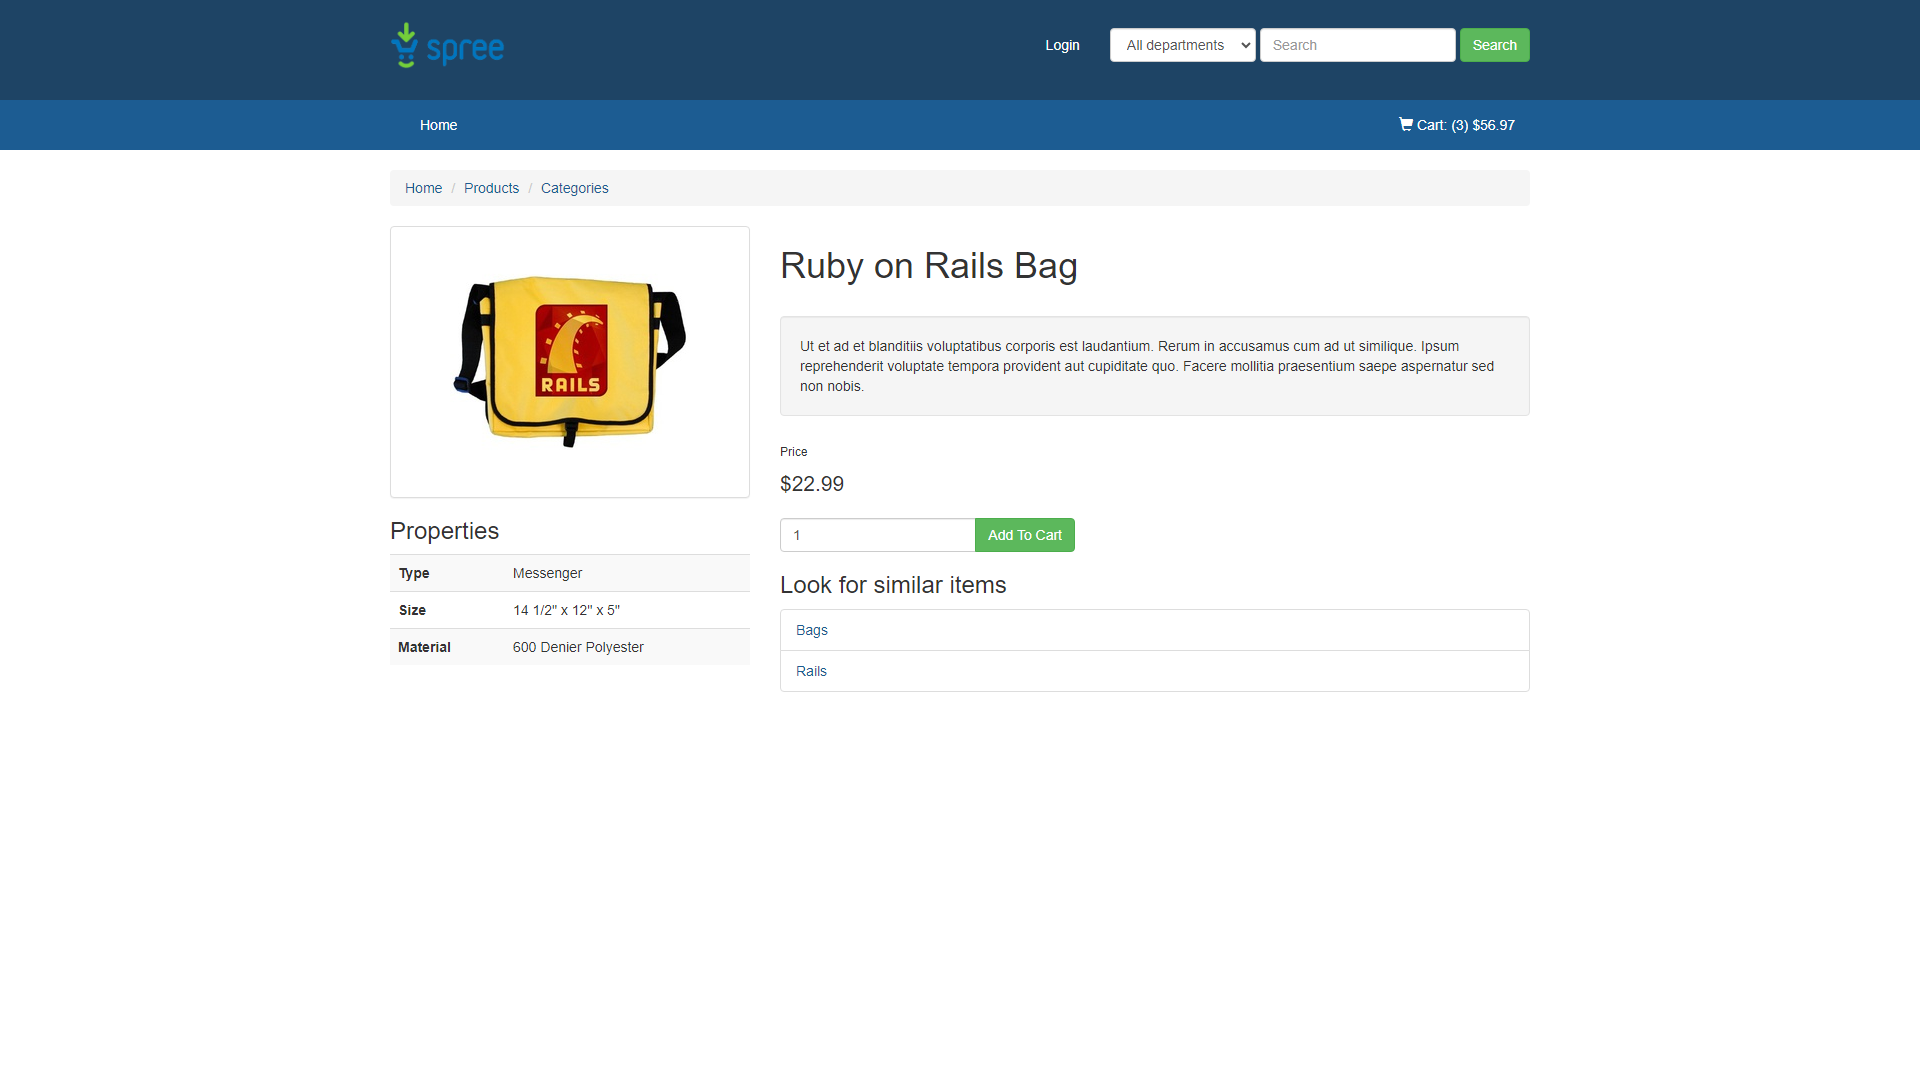 spree
Login
All departments
Search
Search
Home
Cart: (3) $56.97
Home / Products / Categories
RAILS
Ruby on Rails Bag
Ut et ad et blanditiis voluptatibus corporis est laudantium. Rerum in accusamus cum ad ut similique. Ipsum
reprehenderit voluptate tempora provident aut cupiditate quo. Facere mollitia praesentium saepe aspernatur sed
non nobis.
Price
$22.99
1
Add To Cart
Properties
Type Messenger
Size 14 1/2" x 12" x 5"
Material 600 Denier Polyester
Look for similar items
Bags
Rails